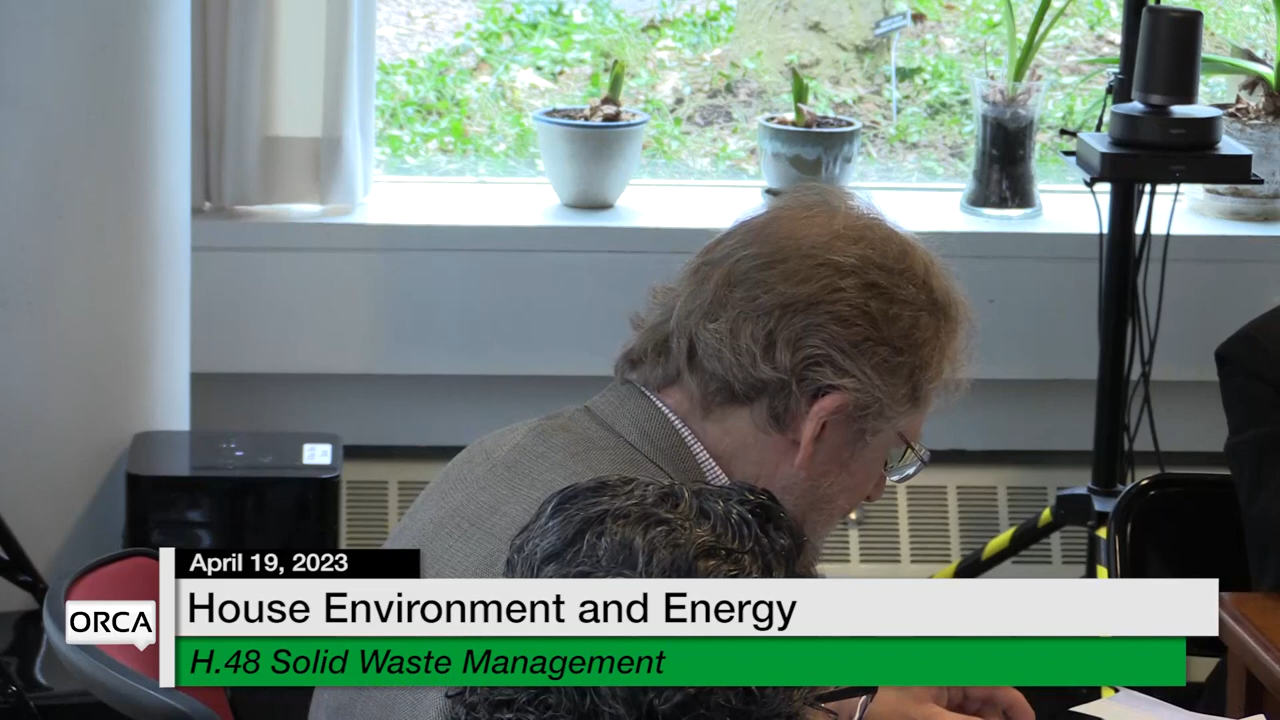 April 19, 2023
House Environment and Energy
ORCA
H.48 Solid Waste Management